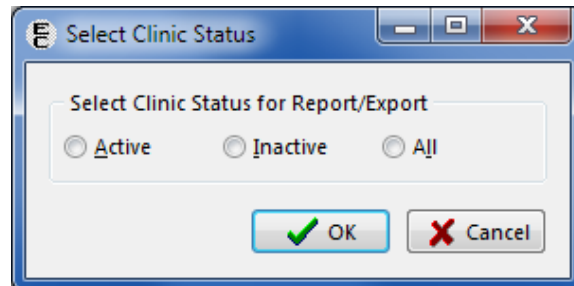 Select Clinic Status
Select Clinic Status for Report/Export
Active Inactive All
OK Cancel